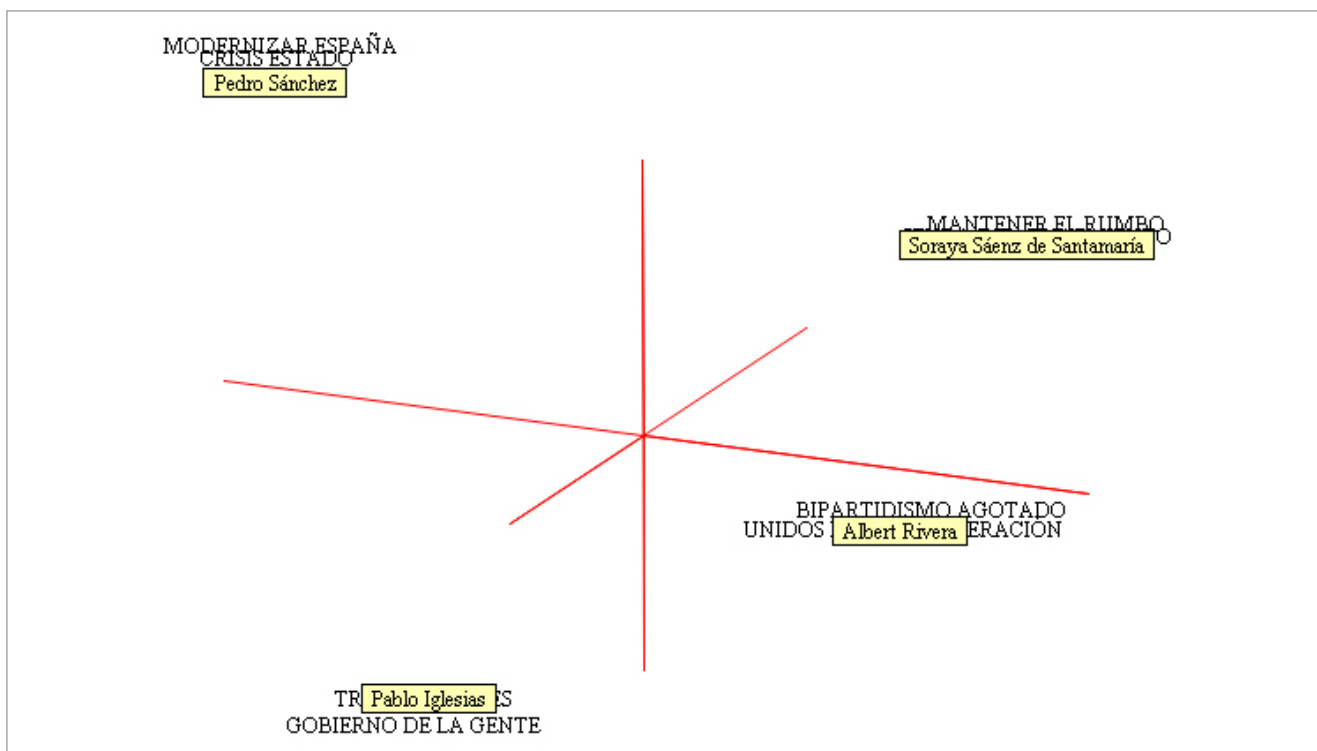 MODERNIZAR ESPAÑA
CRISIS ESTADO
Pedro Sánchez
MANTENER EL RUMBO
Soraya Sáenz de Santamaría
BIPARTIDISMO AGOTADO
UNIDOS
Albert Rivera
Pablo Iglesias
GOBIERNO DE LA GENTE